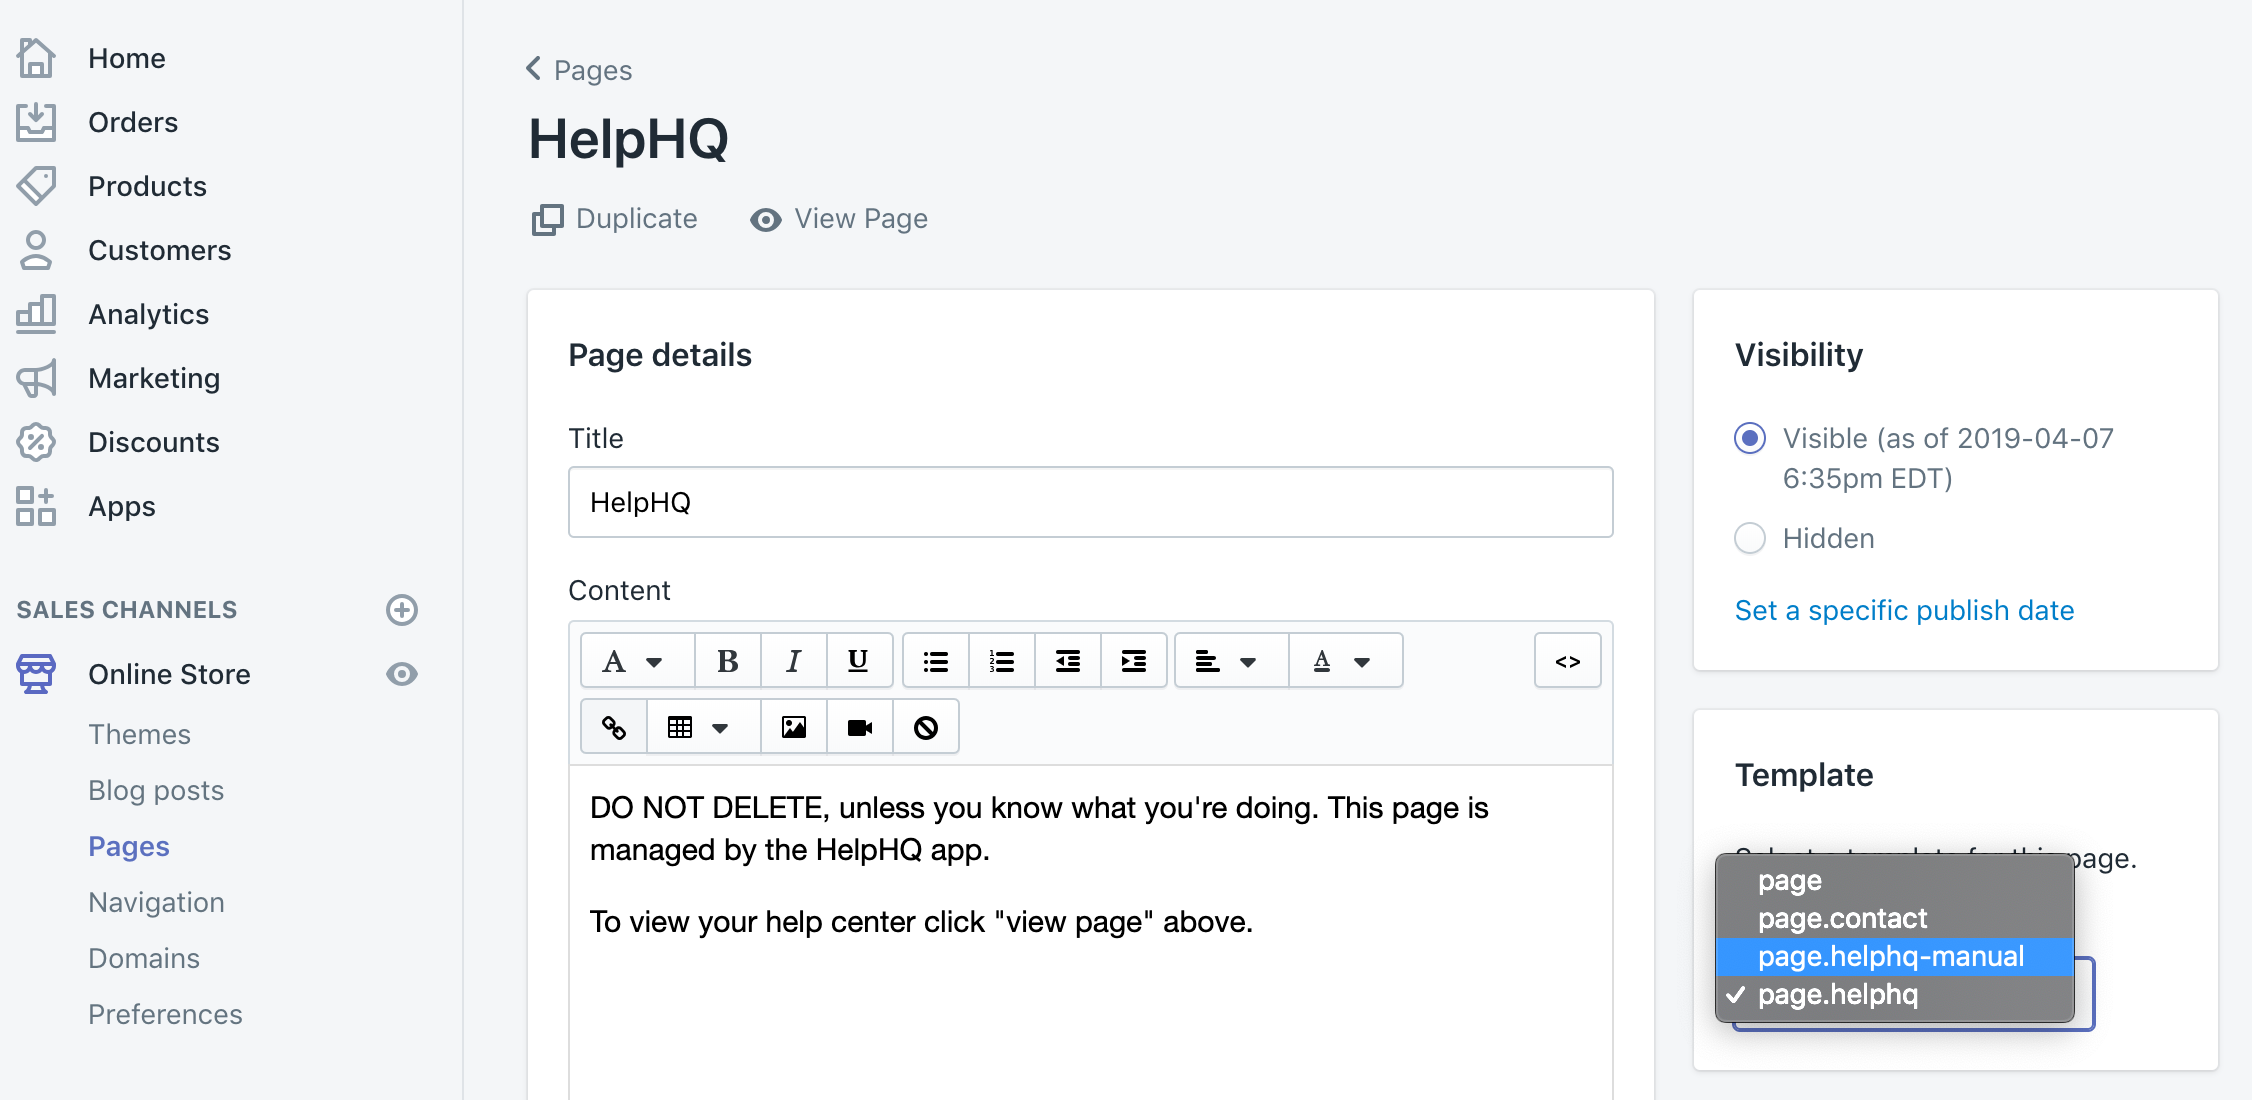 Home
Orders
Products
Customers
Analytics
Marketing
Discounts
Apps
SALES CHANNELS
Online Store
Themes
Blog posts
Pages
Navigation
Domains
Preferences
Pages
HelpHQ
Duplicate
View Page
Page details
Title
HelpHQ
Content
A
B
I
U
A
<>
DO NOT DELETE, unless you know what you're doing. This page is
managed by the HelpHQ app.
To view your help center click "view page" above.
Visibility
Visible (as of 2019-04-07
6:35pm EDT)
Hidden
Set a specific publish date
Template
Select a template for this page.
page
page.contact
page.helphq-manual
page.helphq